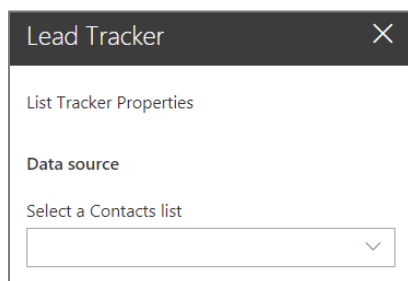 Lead Tracker
List Tracker Properties
Data source
Select a Contacts list